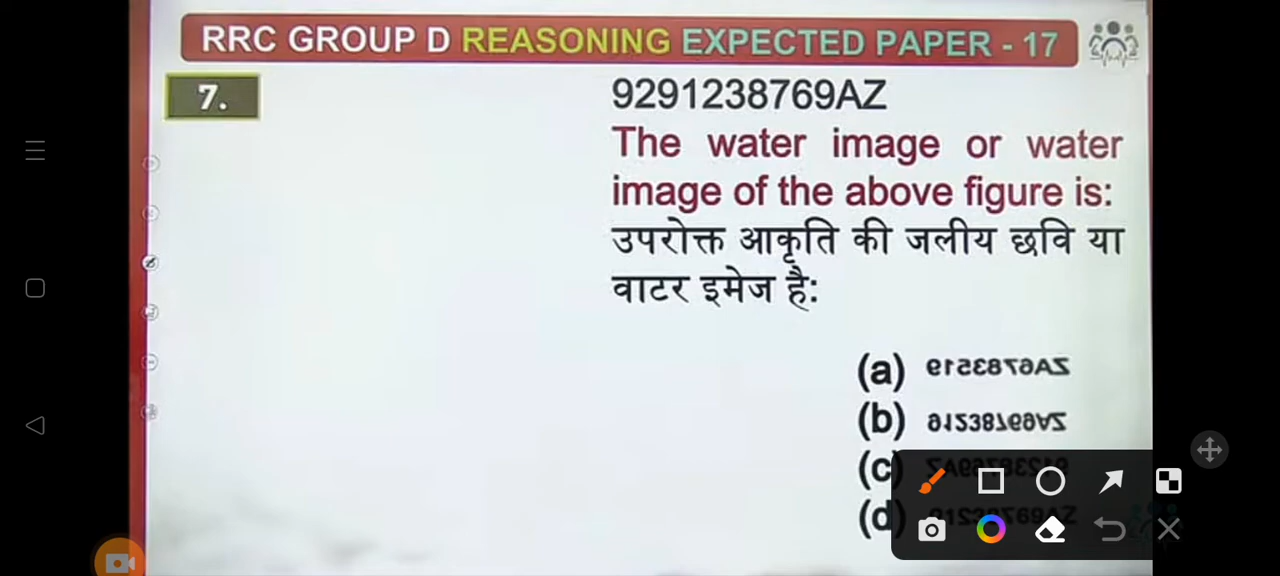 RRC GROUP D REASONING EXPECTED PAPER - 17
7.
9291238769AZ
The water image or water
image of the above figure is:
उपरोक्त आकृति की जलीय छवि या
वाटर इमेज है:
(a)
(b)
(c)
(d)